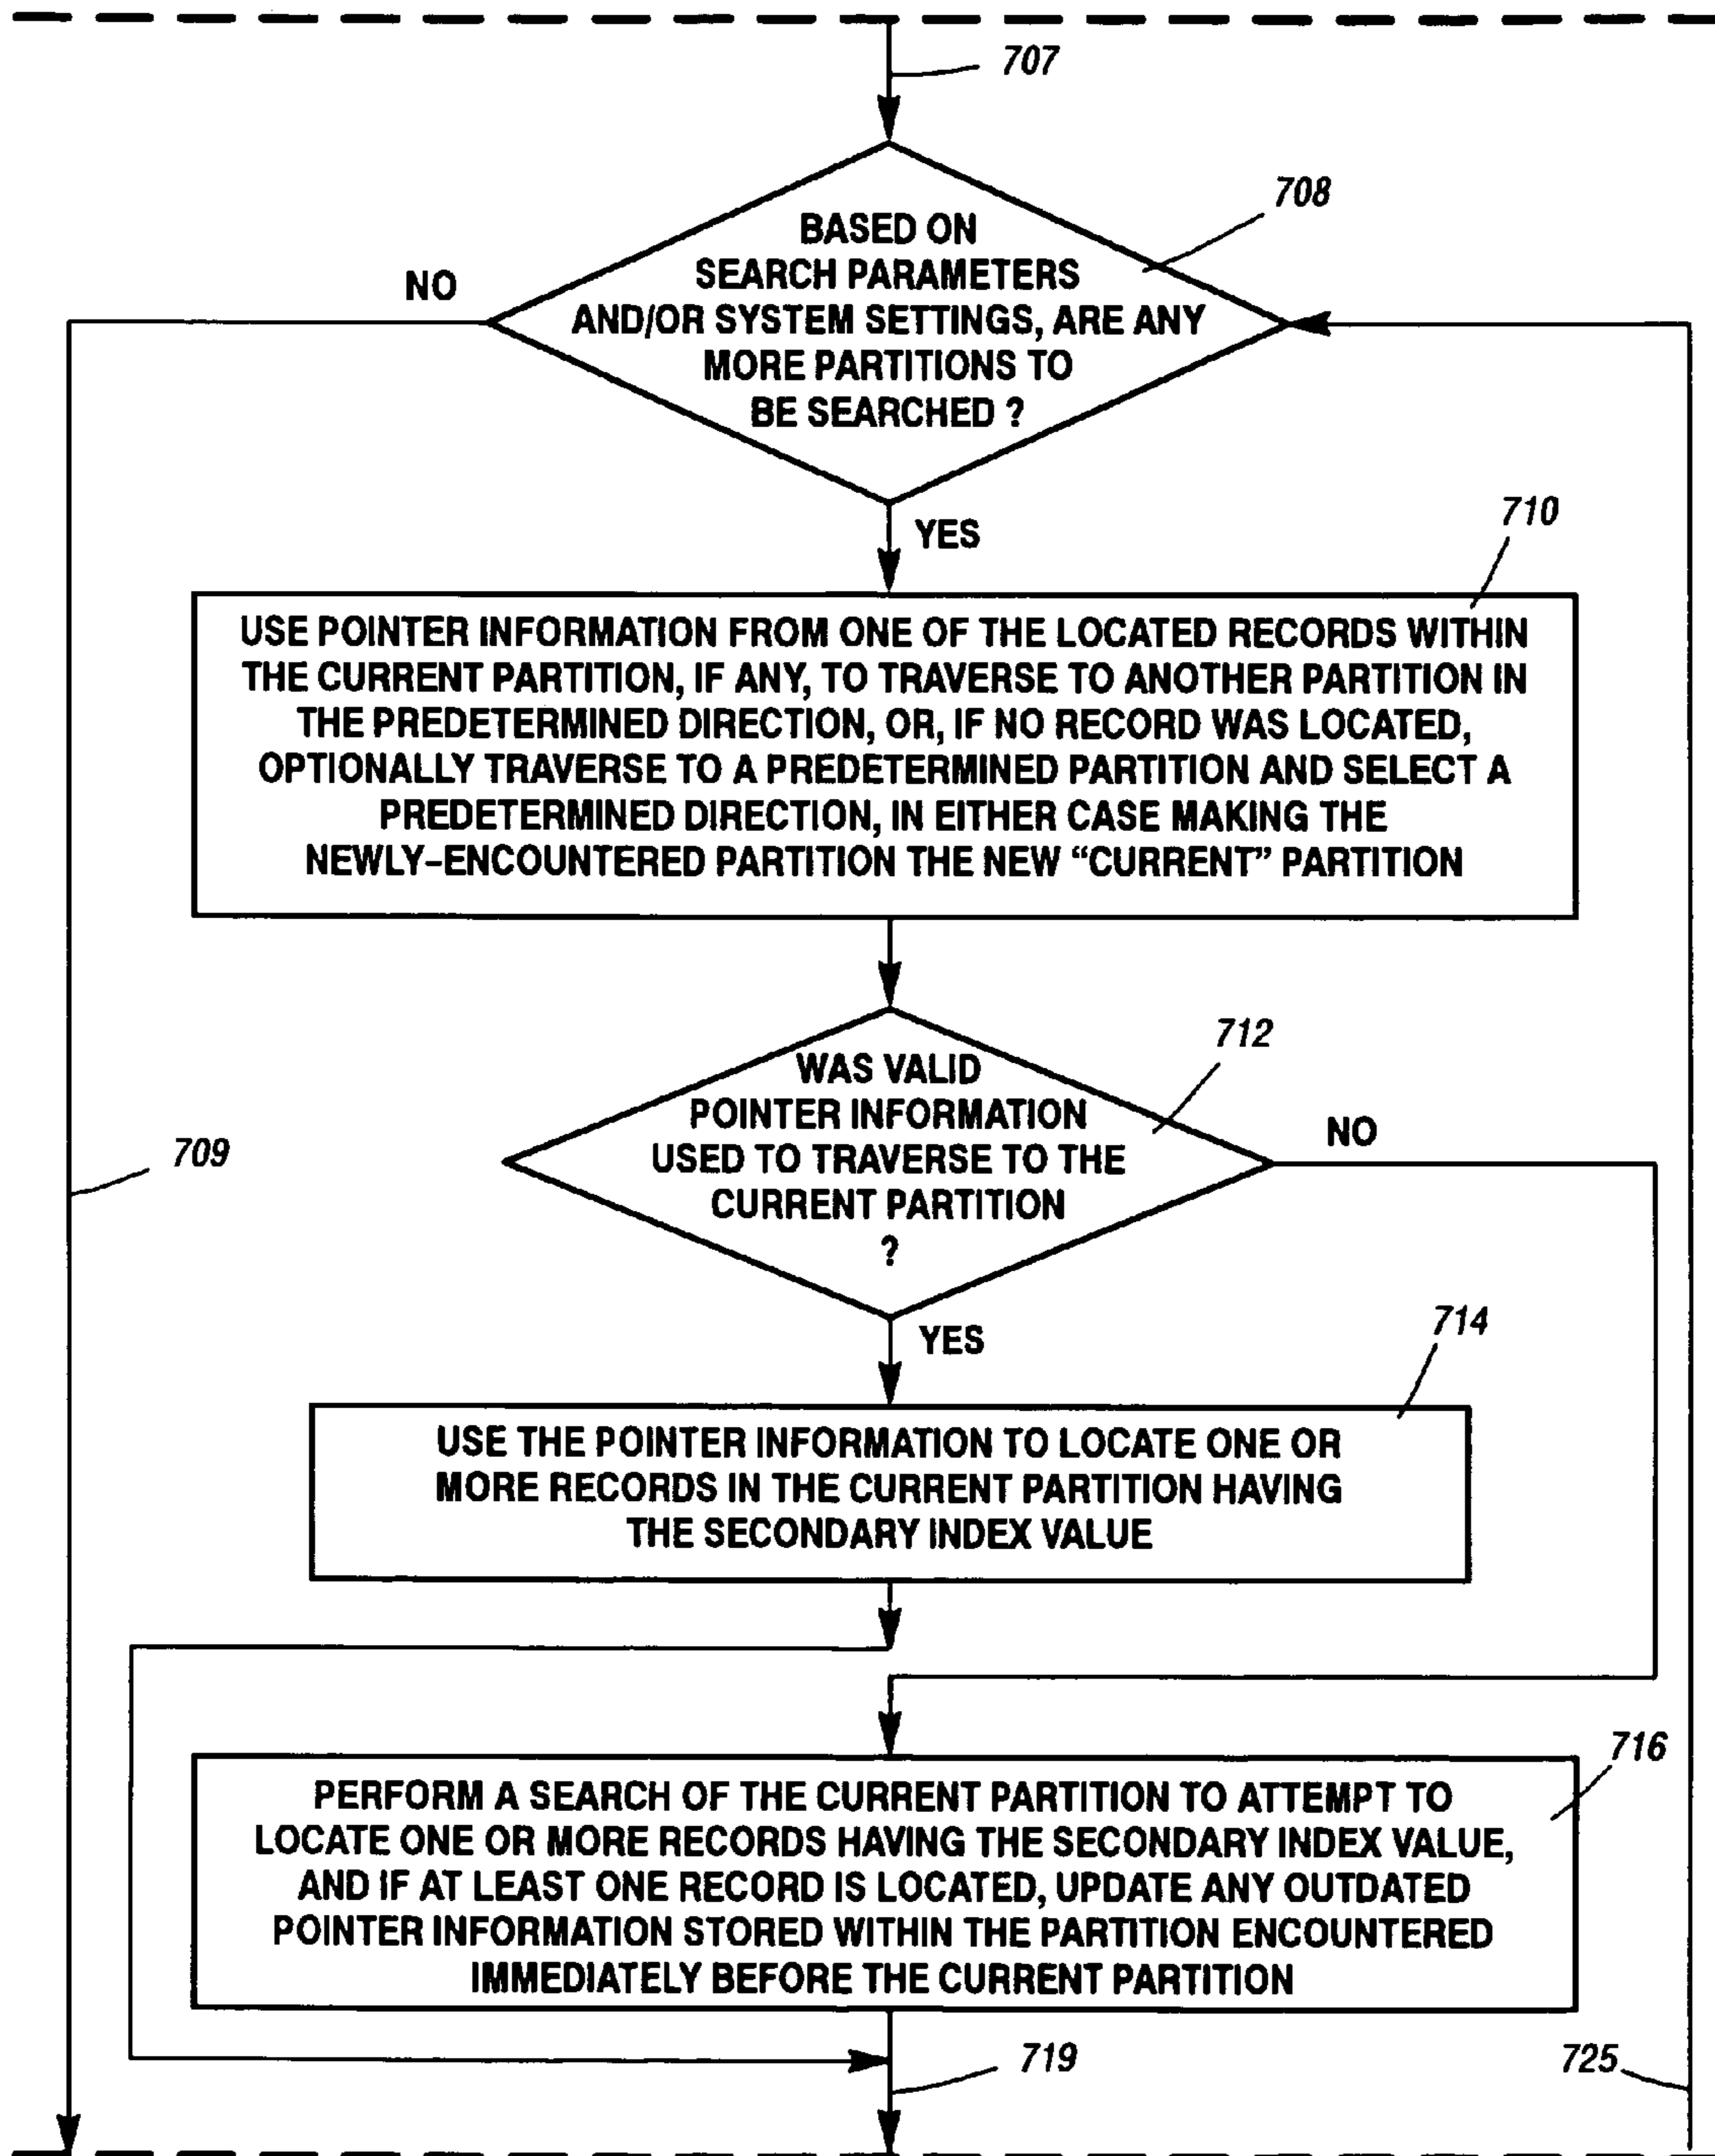 707
708
BASED ON
SEARCH PARAMETERS
AND/OR SYSTEM SETTINGS, ARE ANY
MORE PARTITIONS TO
BE SEARCHED ?
NO
YES
710
USE POINTER INFORMATION FROM ONE OF THE LOCATED RECORDS WITHIN
THE CURRENT PARTITION, IF ANY, TO TRAVERSE TO ANOTHER PARTITION IN
THE PREDETERMINED DIRECTION, OR, IF NO RECORD WAS LOCATED,
OPTIONALLY TRAVERSE TO A PREDETERMINED PARTITION AND SELECT A
PREDETERMINED DIRECTION, IN EITHER CASE MAKING THE
NEWLY–ENCOUNTERED PARTITION THE NEW “CURRENT” PARTITION
712
WAS VALID
POINTER INFORMATION
USED TO TRAVERSE TO THE
CURRENT PARTITION
?
NO
709
YES
714
USE THE POINTER INFORMATION TO LOCATE ONE OR
MORE RECORDS IN THE CURRENT PARTITION HAVING
THE SECONDARY INDEX VALUE
716
PERFORM A SEARCH OF THE CURRENT PARTITION TO ATTEMPT TO
LOCATE ONE OR MORE RECORDS HAVING THE SECONDARY INDEX VALUE,
AND IF AT LEAST ONE RECORD IS LOCATED, UPDATE ANY OUTDATED
POINTER INFORMATION STORED WITHIN THE PARTITION ENCOUNTERED
IMMEDIATELY BEFORE THE CURRENT PARTITION
719
725